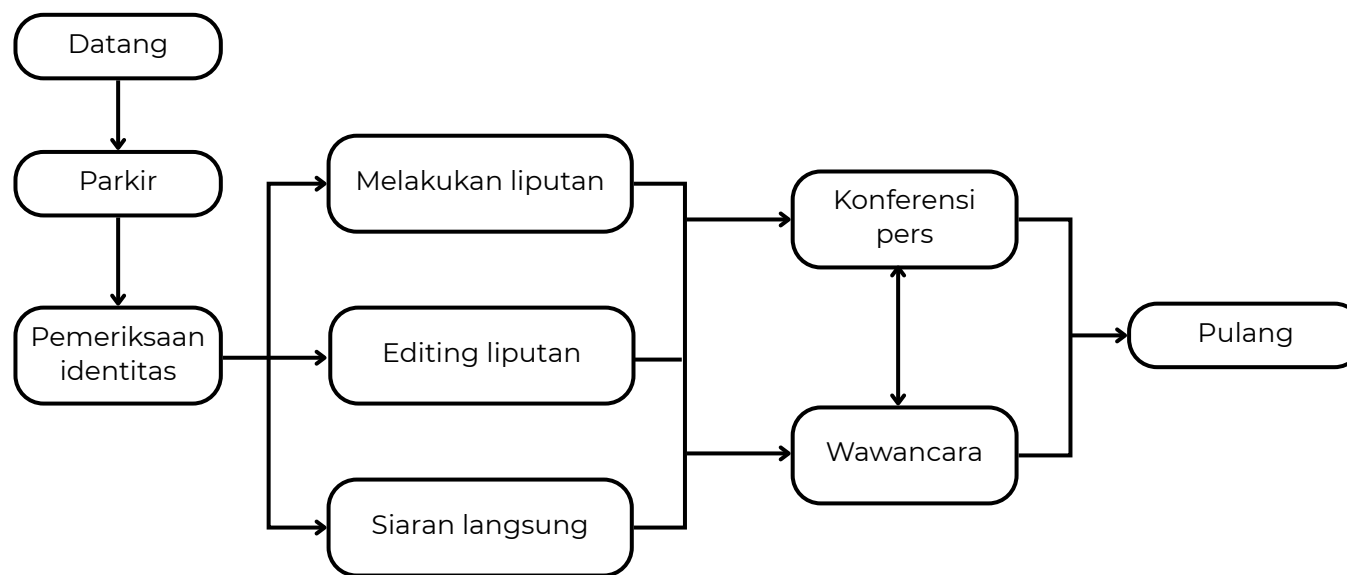 Datang
Parkir
Pemeriksaan
identitas
Melakukan liputan
Editing liputan
Siaran langsung
Konferensi
pers
Wawancara
Pulang